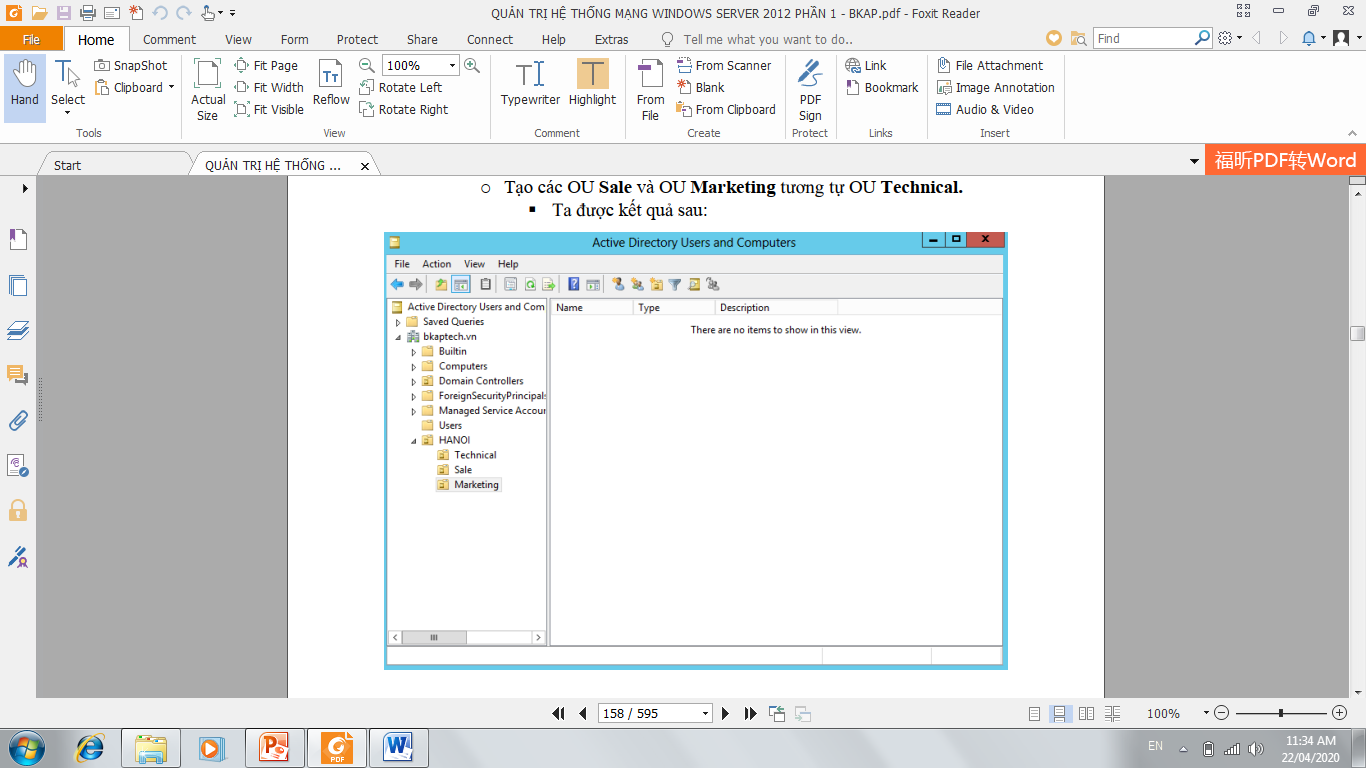 QUẢN TRỊ HỆ THỐNG MẠNG WINDOWS SERVER 2012 PHẦN 1 - BKAP.pdf - Foxit Reader
File Home Comment View Form Protect Share Connect Help Extras Tell me what you want to do.. Find
Hand
Select
SnapShot
Clipboard
Tools
Actual Size
Fit Page
Fit Width
Fit Visible
Reflow
100%
Rotate Left
Rotate Right
View
Typewriter
Highlight
Comment
From File
From Scanner
Blank
From Clipboard
Create
PDF Sign
Protect
Link
Bookmark
Links
File Attachment
Image Annotation
Audio & Video
Insert
Start
QUẢN TRỊ HỆ THỐNG ...
福昕PDF转Word
Tạo các OU Sale và OU Marketing tương tự OU Technical.
Ta được kết quả sau:
Active Directory Users and Computers
File Action View Help
Active Directory Users and Com
Saved Queries
bkaptech.vn
Builtin
Computers
Domain Controllers
ForeignSecurityPrincipals
Managed Service Accour
Users
HANOI
Technical
Sale
Marketing
Name Type Description
There are no items to show in this view.
158 / 595
100%
EN
11:34 AM
22/04/2020